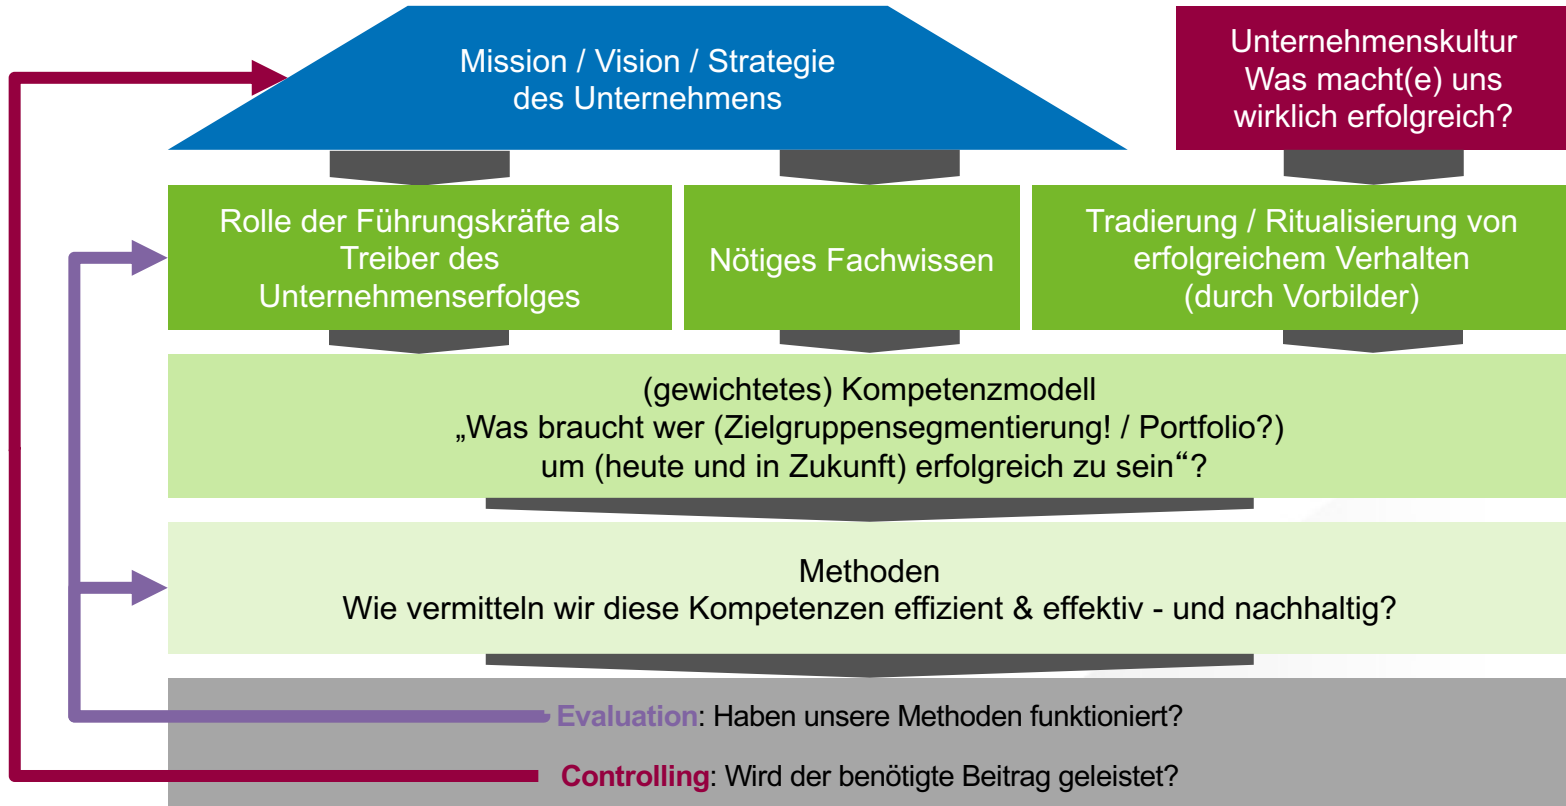 Mission / Vision / Strategie
des Unternehmens
Unternehmenskultur
Was macht(e) uns
wirklich erfolgreich?
Rolle der Führungskräfte als
Treiber des
Unternehmenserfolges
Nötiges Fachwissen
Tradierung / Ritualisierung von
erfolgreichem Verhalten
(durch Vorbilder)
(gewichtetes) Kompetenzmodell
„Was braucht wer (Zielgruppensegmentierung! / Portfolio?)
um (heute und in Zukunft) erfolgreich zu sein“?
Methoden
Wie vermitteln wir diese Kompetenzen effizient & effektiv - und nachhaltig?
Evaluation: Haben unsere Methoden funktioniert?
Controlling: Wird der benötigte Beitrag geleistet?